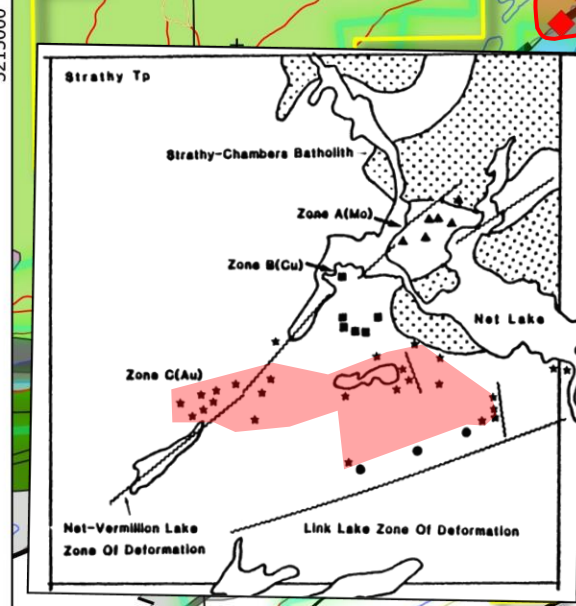 Strathy Tp
Strathy-Chambers Batholith
Zone A(Mo)
Zone B(Cu)
Net Lake
Zone C(Au)
Net-Vermilion Lake
Zone Of Deformation
Link Lake Zone Of Deformation